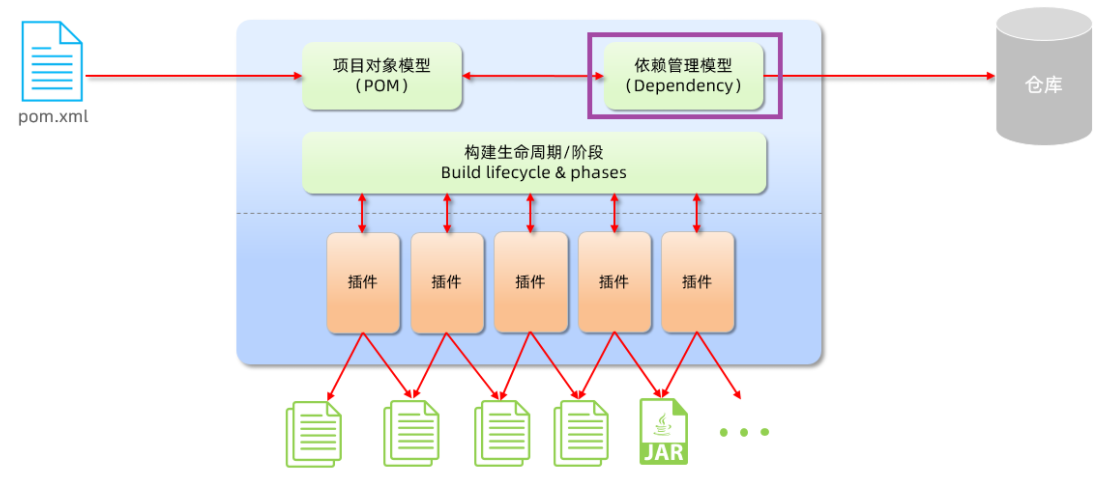 项目对象模型
（POM）
依赖管理模型
（Dependency）
仓库
pom.xml
构建生命周期/阶段
Build lifecycle & phases
插件
插件
插件
插件
插件
JAR